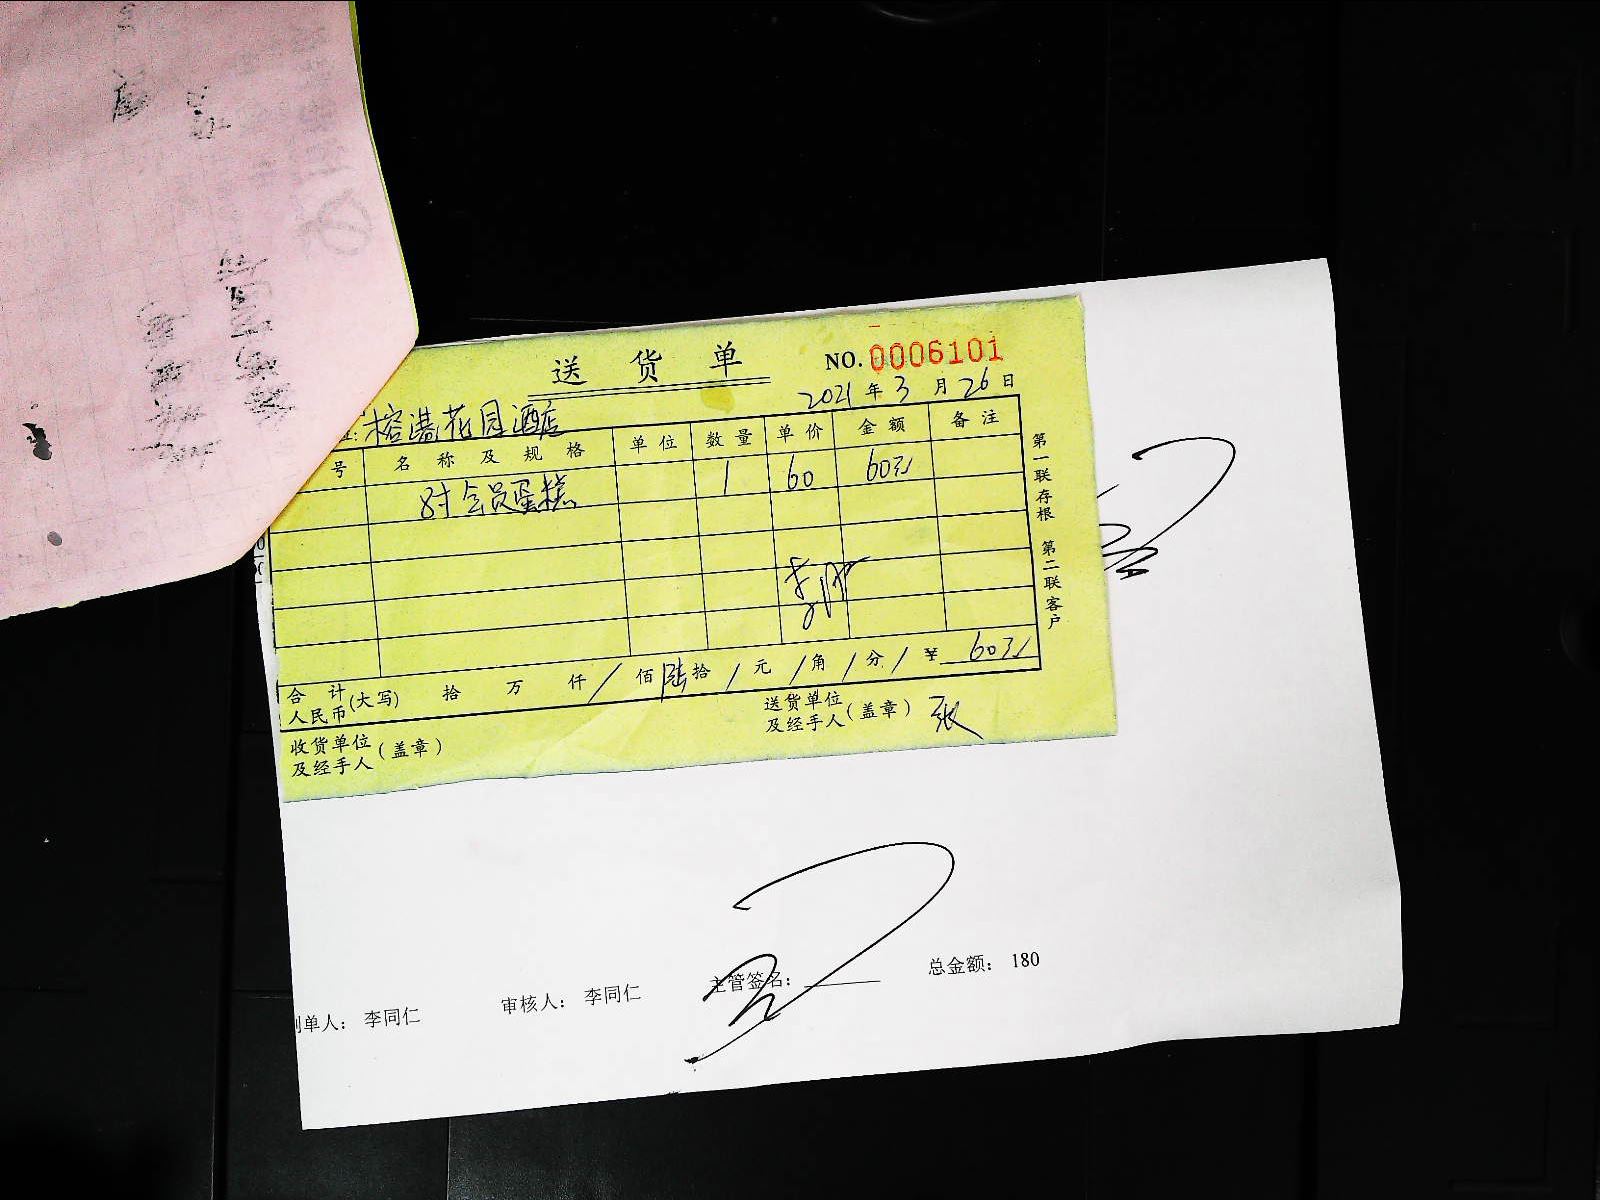 送货单 NO.0006101
2021年3月26日
榕港花园酒店
号 名称及规格 单位 数量 单价 金额 备注
8寸会员蛋糕 1 60 60元
合计 人民币(大写) 拾 万 仟/ 佰陆拾/ 元/角/分/ ¥60元
收货单位及经手人(盖章)
送货单位及经手人(盖章) 张
第一联存根 第二联客户
制单人: 李同仁 审核人: 李同仁 主管签名: 总金额: 180